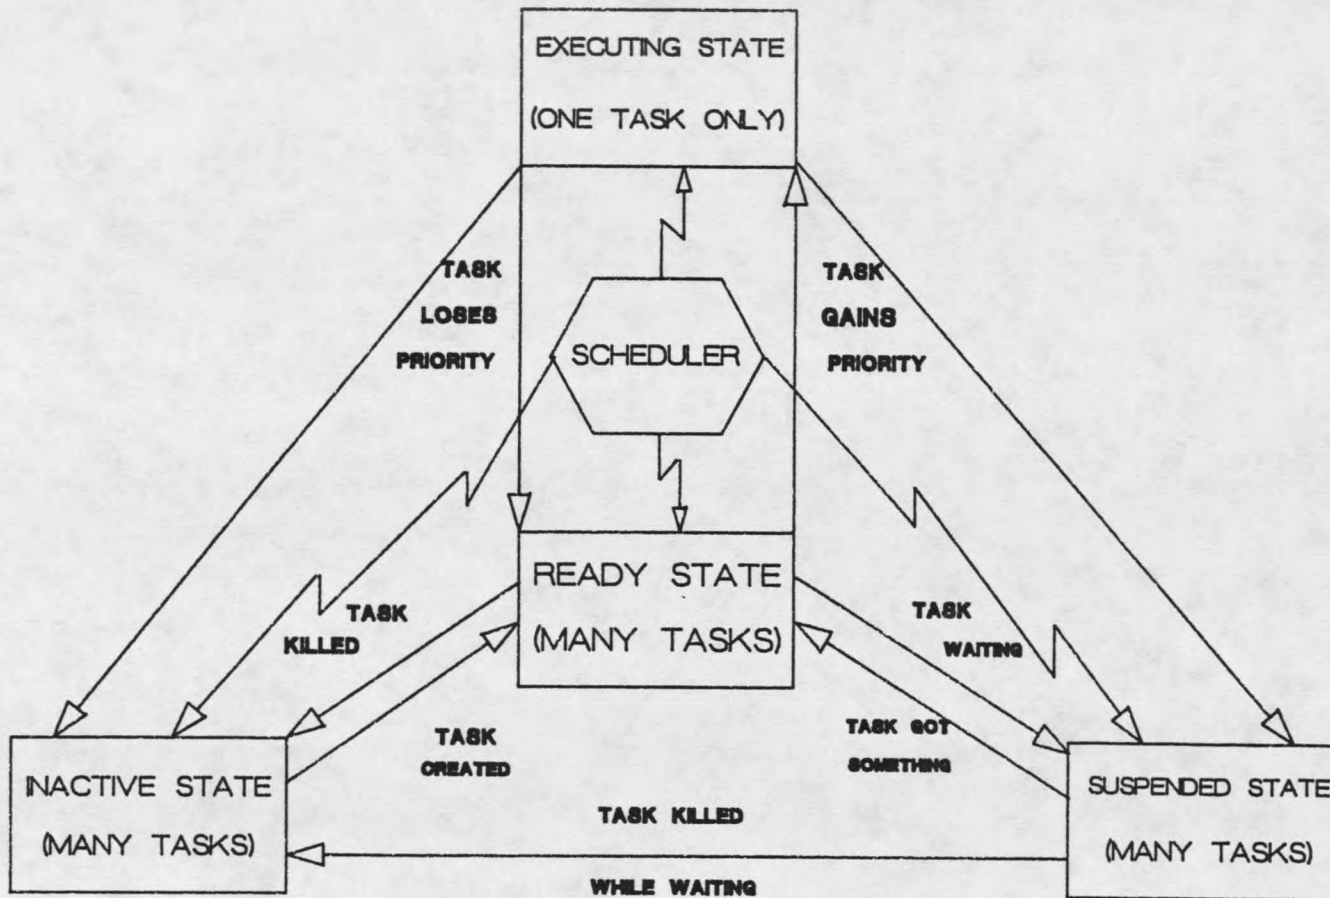 EXECUTING STATE
(ONE TASK ONLY)
TASK
LOSES
PRIORITY
SCHEDULER
TASK
GAINS
PRIORITY
READY STATE
(MANY TASKS)
TASK
KILLED
TASK
WAITING
TASK
CREATED
TASK GOT
SOMETHING
INACTIVE STATE
(MANY TASKS)
TASK KILLED
WHILE WAITING
SUSPENDED STATE
(MANY TASKS)